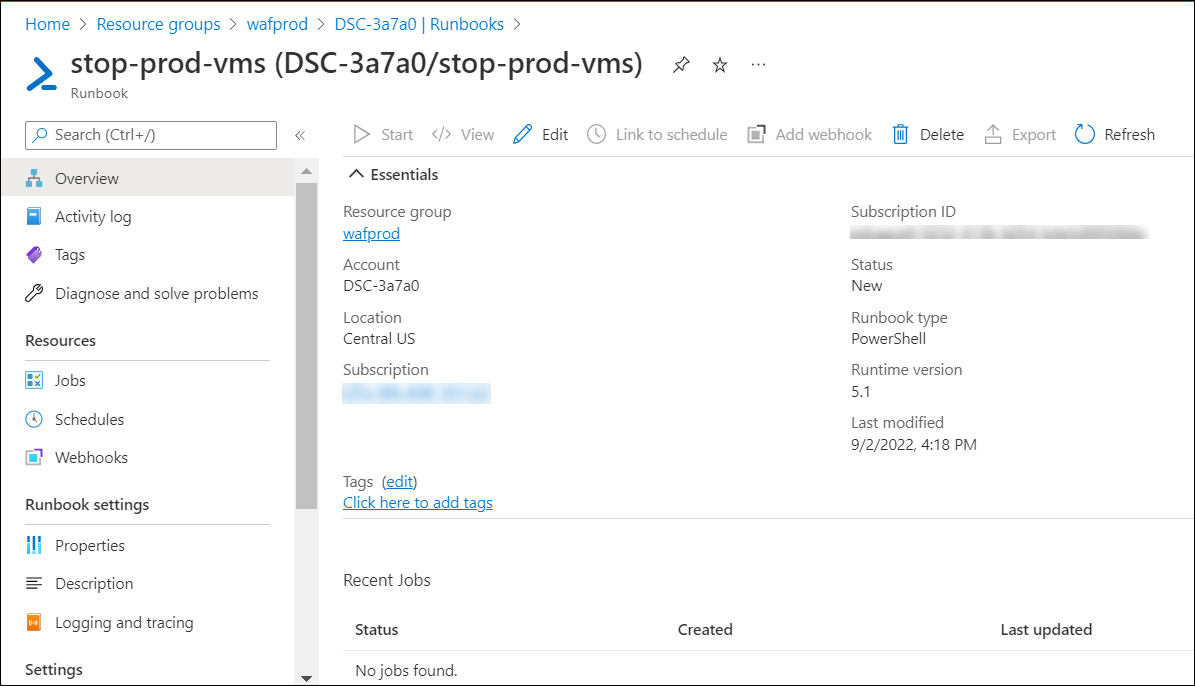 Home > Resource groups > wafprod > DSC-3a7a0 | Runbooks >
stop-prod-vms (DSC-3a7a0/stop-prod-vms) ...
Runbook
Search (Ctrl+/) «
Start </> View Edit Link to schedule Add webhook Delete Export Refresh
Overview
Activity log
Tags
Diagnose and solve problems
Resources
Jobs
Schedules
Webhooks
Runbook settings
Properties
Description
Logging and tracing
Settings
Essentials
Resource group
wafprod
Account
DSC-3a7a0
Location
Central US
Subscription
Subscription ID
Status
New
Runbook type
PowerShell
Runtime version
5.1
Last modified
9/2/2022, 4:18 PM
Tags (edit)
Click here to add tags
Recent Jobs
Status Created Last updated
No jobs found.